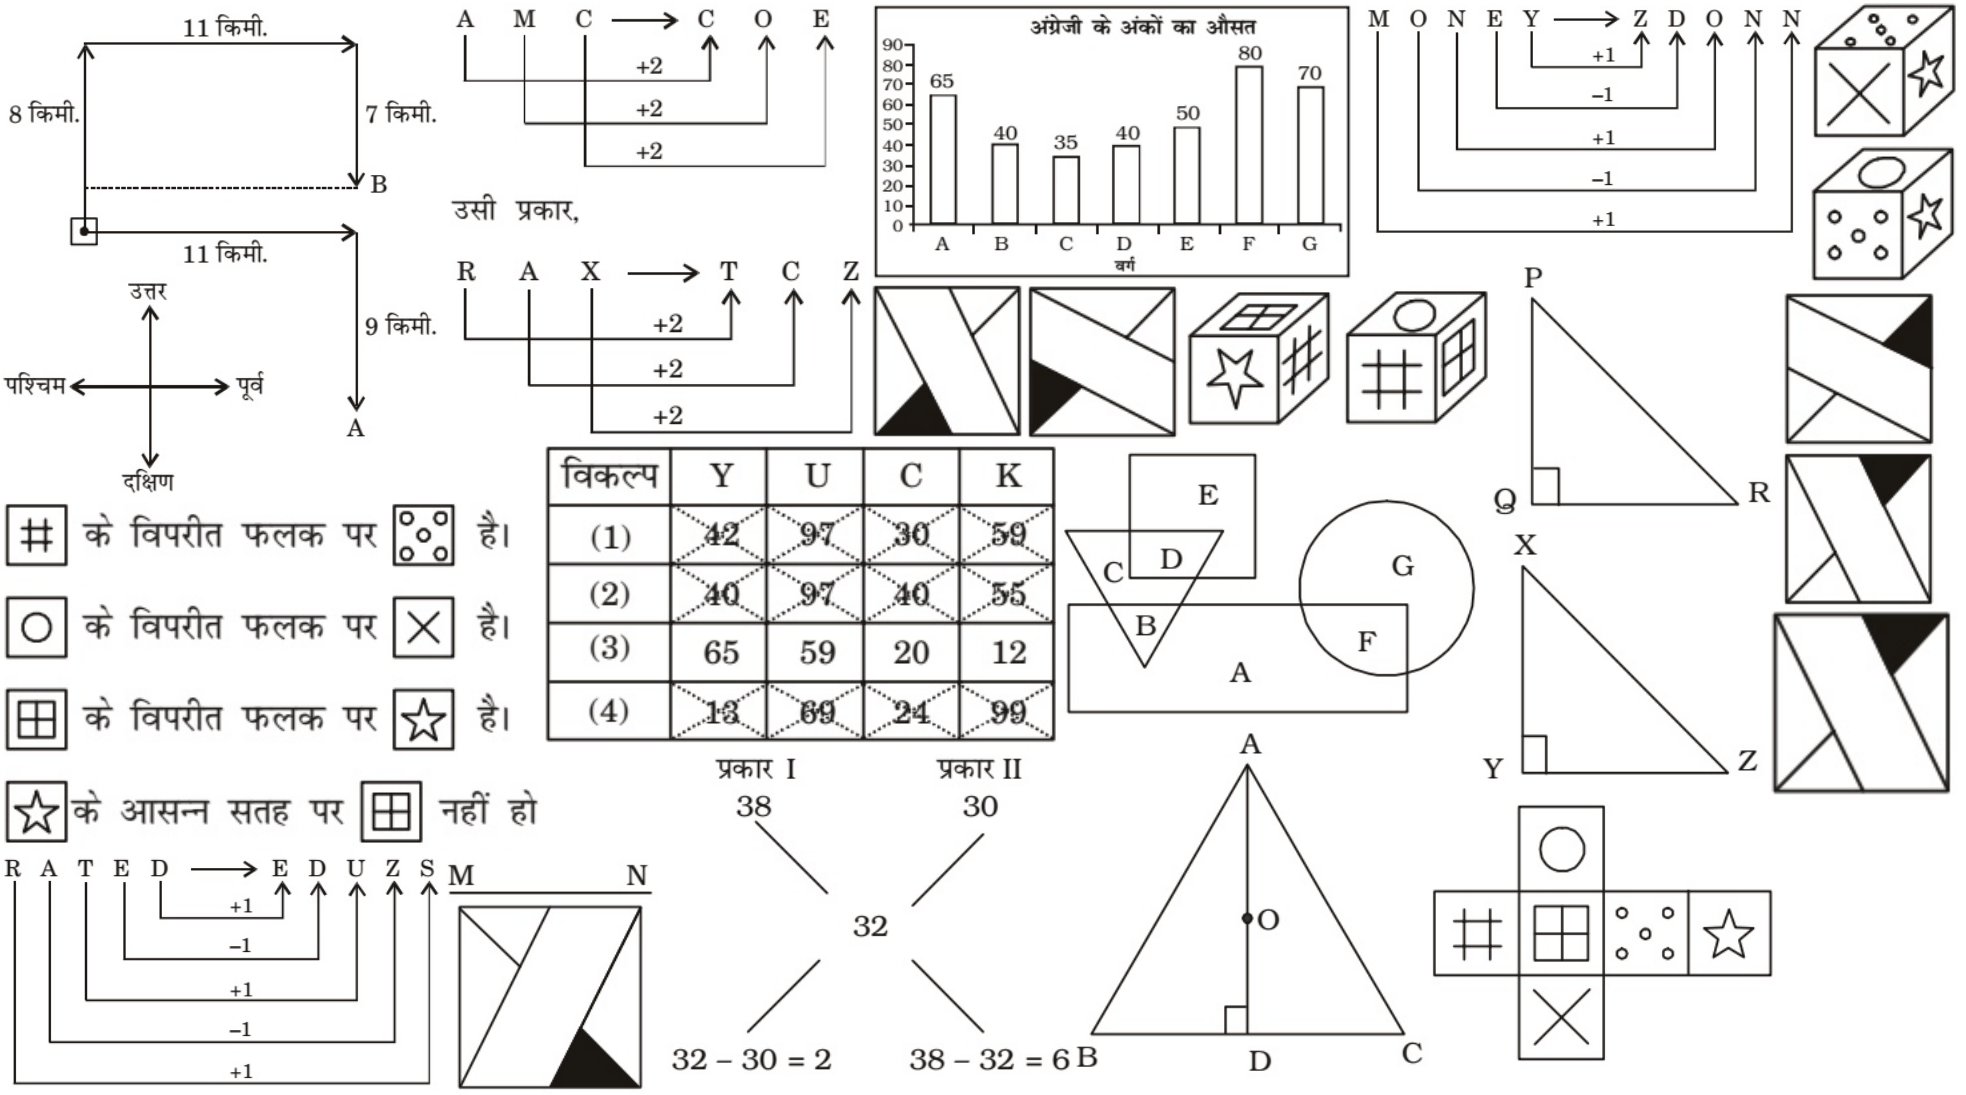 11 किमी.
8 किमी.
7 किमी.
B
11 किमी.
9 किमी.
A
उत्तर
पश्चिम
पूर्व
दक्षिण
A M C C O E
+2
+2
+2
उसी प्रकार,
R A X T C Z
+2
+2
+2
अंग्रेजी के अंकों का औसत
90
80
70
60
50
40
30
20
10
0
65
40
35
40
50
80
70
A B C D E F G
वर्ग
M O N E Y Z D O N N
+1
–1
+1
–1
+1
P
Q
R
X
Y
Z
के विपरीत फलक पर है।
के विपरीत फलक पर है।
के विपरीत फलक पर है।
के आसन्न सतह पर नहीं हो
विकल्प Y U C K
(1) 42 97 30 59
(2) 40 97 40 55
(3) 65 59 20 12
(4) 13 69 24 99
E
C
D
B
A
F
G
R A T E D E D U Z S
+1
–1
+1
–1
+1
M N
प्रकार I प्रकार II
38 30
32
32 – 30 = 2 38 – 32 = 6
A
O
B
D
C